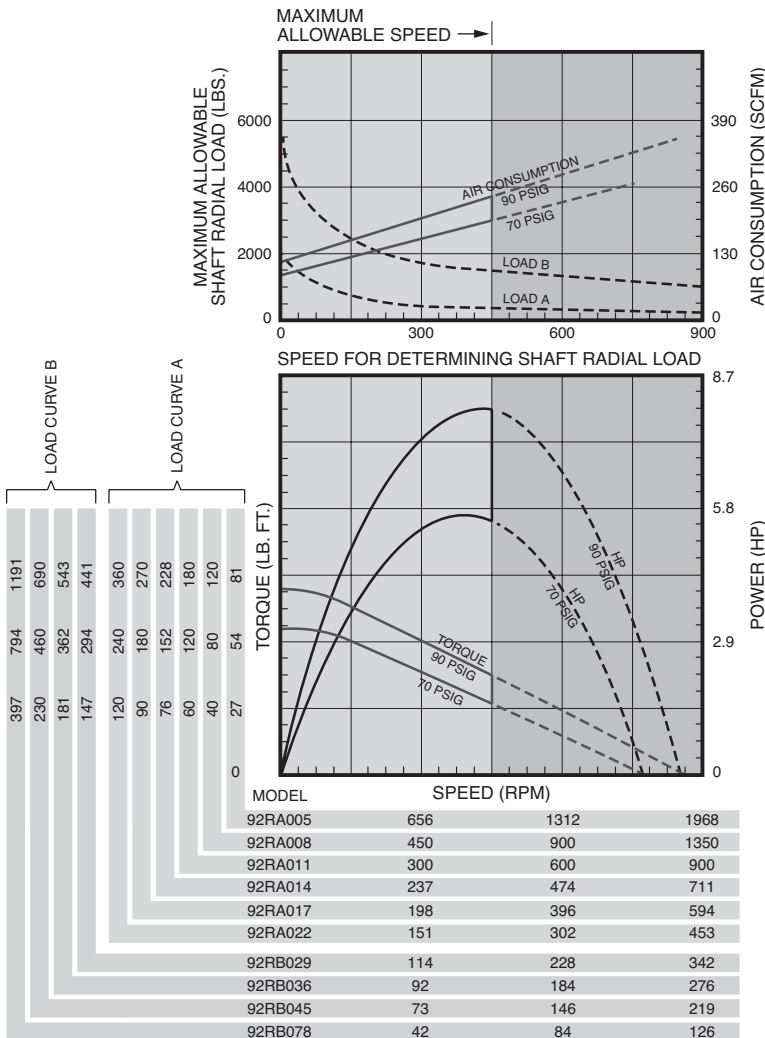 MAXIMUM
ALLOWABLE SPEED
MAXIMUM ALLOWABLE
SHAFT RADIAL LOAD (LBS.)
6000
4000
2000
0
390
260
130
0
AIR CONSUMPTION (SCFM)
AIR CONSUMPTION
90 PSIG
70 PSIG
LOAD B
LOAD A
0 300 600 900
SPEED FOR DETERMINING SHAFT RADIAL LOAD
LOAD CURVE B
LOAD CURVE A
1191 690 543 441 360 270 228 180 120 81
794 460 362 294 240 180 152 120 80 54
397 230 181 147 120 90 76 60 40 27
0
TORQUE (LB. FT.)
8.7
5.8
2.9
0
POWER (HP)
HP
90 PSIG
HP
70 PSIG
TORQUE
90 PSIG
70 PSIG
MODEL SPEED (RPM)
92RA005 656 1312 1968
92RA008 450 900 1350
92RA011 300 600 900
92RA014 237 474 711
92RA017 198 396 594
92RA022 151 302 453
92RB029 114 228 342
92RB036 92 184 276
92RB045 73 146 219
92RB078 42 84 126